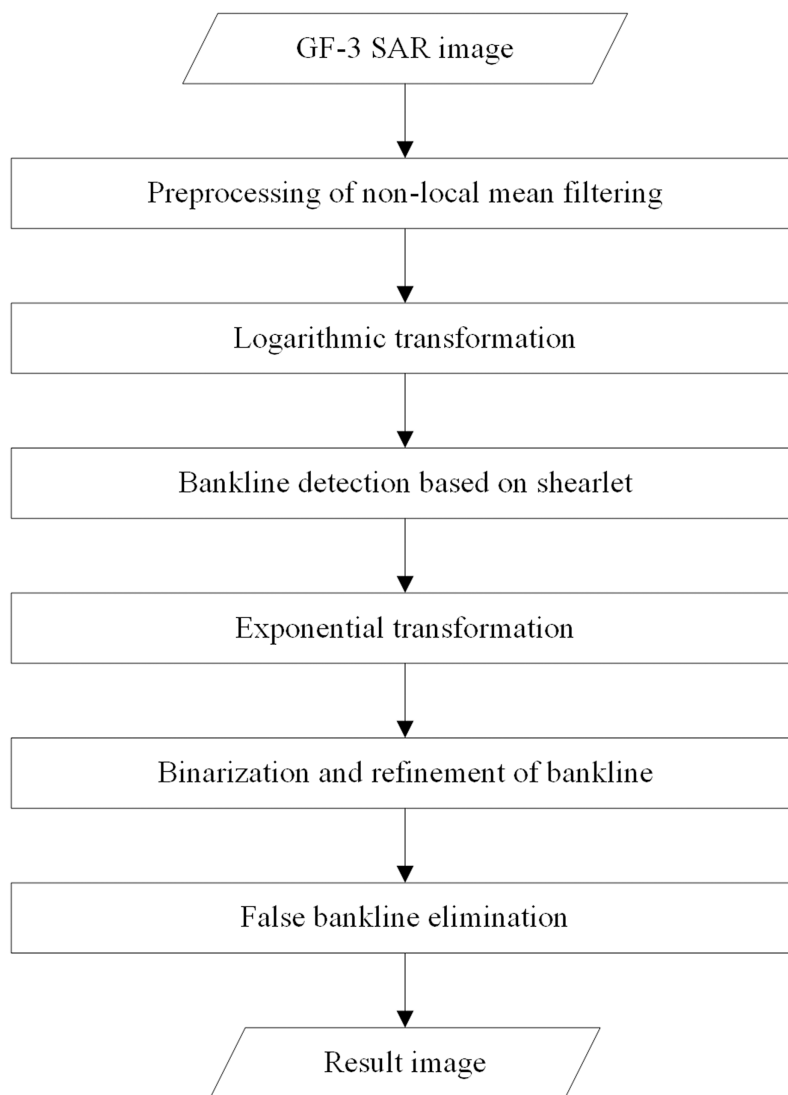 GF-3 SAR image
Preprocessing of non-local mean filtering
Logarithmic transformation
Bankline detection based on shearlet
Exponential transformation
Binarization and refinement of bankline
False bankline elimination
Result image